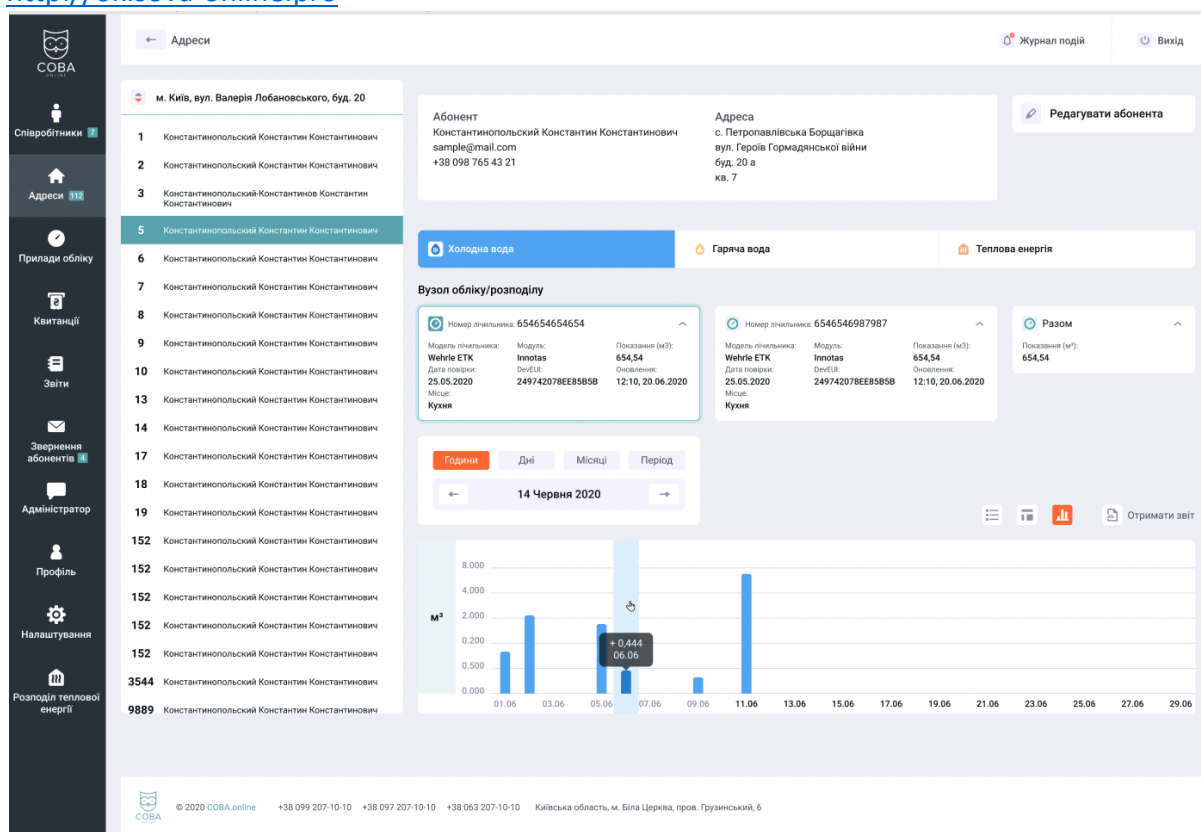 СОВА
ONLINE
Співробітники 7
Адреси 112
Прилади обліку
Квитанції
Звіти
Звернення
абонентів 4
Адміністратор
Профіль
Налаштування
Розподіл теплової
енергії
← Адреси
Журнал подій
Вихід
м. Київ, вул. Валерія Лобановського, буд. 20
1 Константинопольский Константин Константинович
2 Константинопольский Константин Константинович
3 Константинопольский-Константинов Константин
Константинович
5 Константинопольский Константин Константинович
6 Константинопольский Константин Константинович
7 Константинопольский Константин Константинович
8 Константинопольский Константин Константинович
9 Константинопольский Константин Константинович
10 Константинопольский Константин Константинович
13 Константинопольский Константин Константинович
14 Константинопольский Константин Константинович
17 Константинопольский Константин Константинович
18 Константинопольский Константин Константинович
19 Константинопольский Константин Константинович
152 Константинопольский Константин Константинович
152 Константинопольский Константин Константинович
152 Константинопольский Константин Константинович
152 Константинопольский Константин Константинович
152 Константинопольский Константин Константинович
3544 Константинопольский Константин Константинович
9889 Константинопольский Константин Константинович
Абонент
Константинопольский Константин Константинович
sample@mail.com
+38 098 765 43 21
Адреса
с. Петропавлівська Борщагівка
вул. Героїв Гормадянської війни
буд. 20 а
кв. 7
Редагувати абонента
Холодна вода
Гаряча вода
Теплова енергія
Вузол обліку/розподілу
Номер лічильника: 654654654654
Модель лічильника: Модуль: Показання (м3):
Wehrle ETK Innotas 654,54
Дата повірки: DevEUI: Оновлення:
25.05.2020 249742078EE85B5B 12:10, 20.06.2020
Місце:
Кухня
Номер лічильника: 6546546987987
Модель лічильника: Модуль: Показання (м3):
Wehrle ETK Innotas 654,54
Дата повірки: DevEUI: Оновлення:
25.05.2020 249742078EE85B5B 12:10, 20.06.2020
Місце:
Кухня
Разом
Показання (м³):
654,54
Години Дні Місяці Період
← 14 Червня 2020 →
Отримати звіт
м³
8.000
4.000
2.000
0.200
0.500
0.000
+ 0,444
06.06
01.06 03.06 05.06 07.06 09.06 11.06 13.06 15.06 17.06 19.06 21.06 23.06 25.06 27.06 29.06
СОВА
© 2020 СОВА.online +38 099 207-10-10 +38 097 207-10-10 +38 063 207-10-10 Київська область, м. Біла Церква, пров. Грузинський, 6